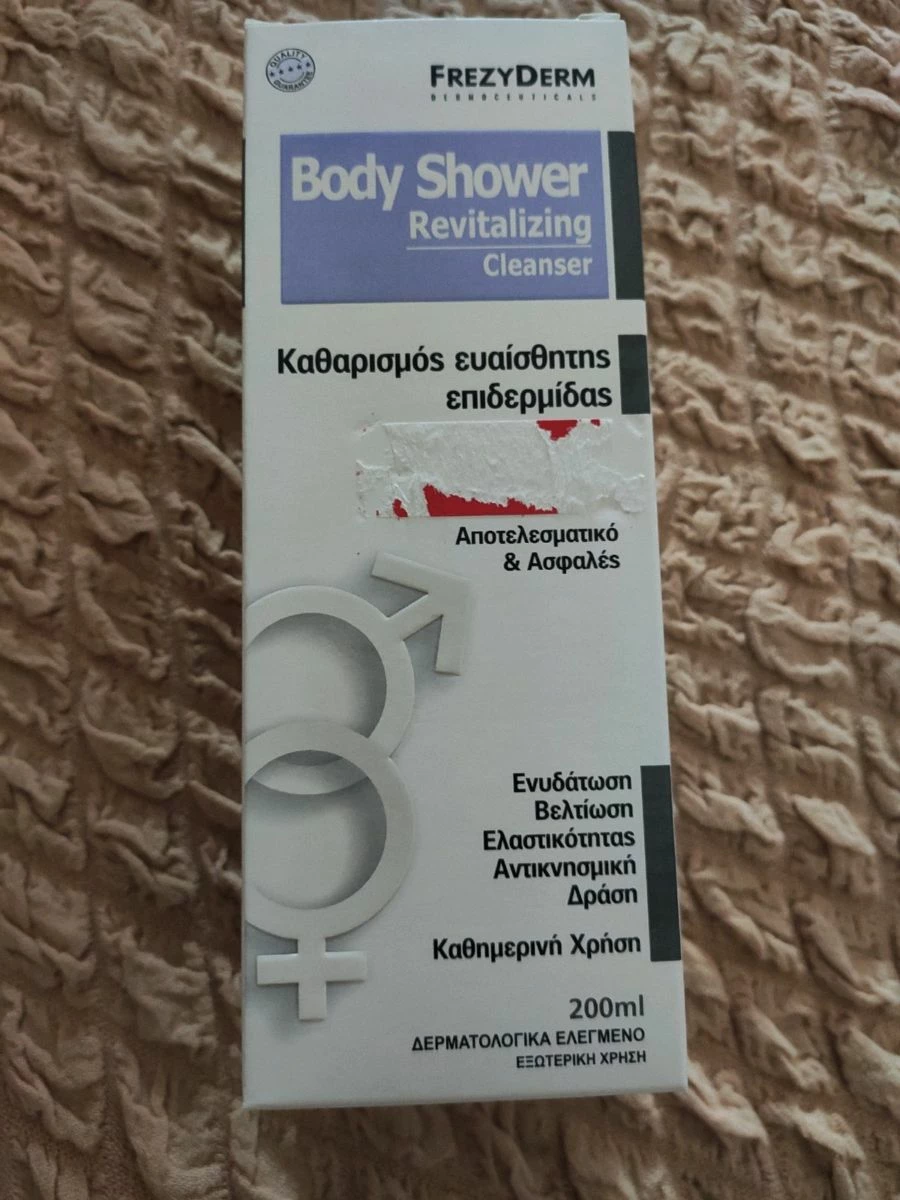 QUALITY
GUARANTEE
FREZYDERM
DERMOCEUTICALS
Body Shower
Revitalizing
Cleanser
Καθαρισμός ευαίσθητης
επιδερμίδας
Αποτελεσματικό
& Ασφαλές
Ενυδάτωση
Βελτίωση
Ελαστικότητας
Αντικνησμική
Δράση
Καθημερινή Χρήση
200ml
ΔΕΡΜΑΤΟΛΟΓΙΚΑ ΕΛΕΓΜΕΝΟ
ΕΞΩΤΕΡΙΚΗ ΧΡΗΣΗ